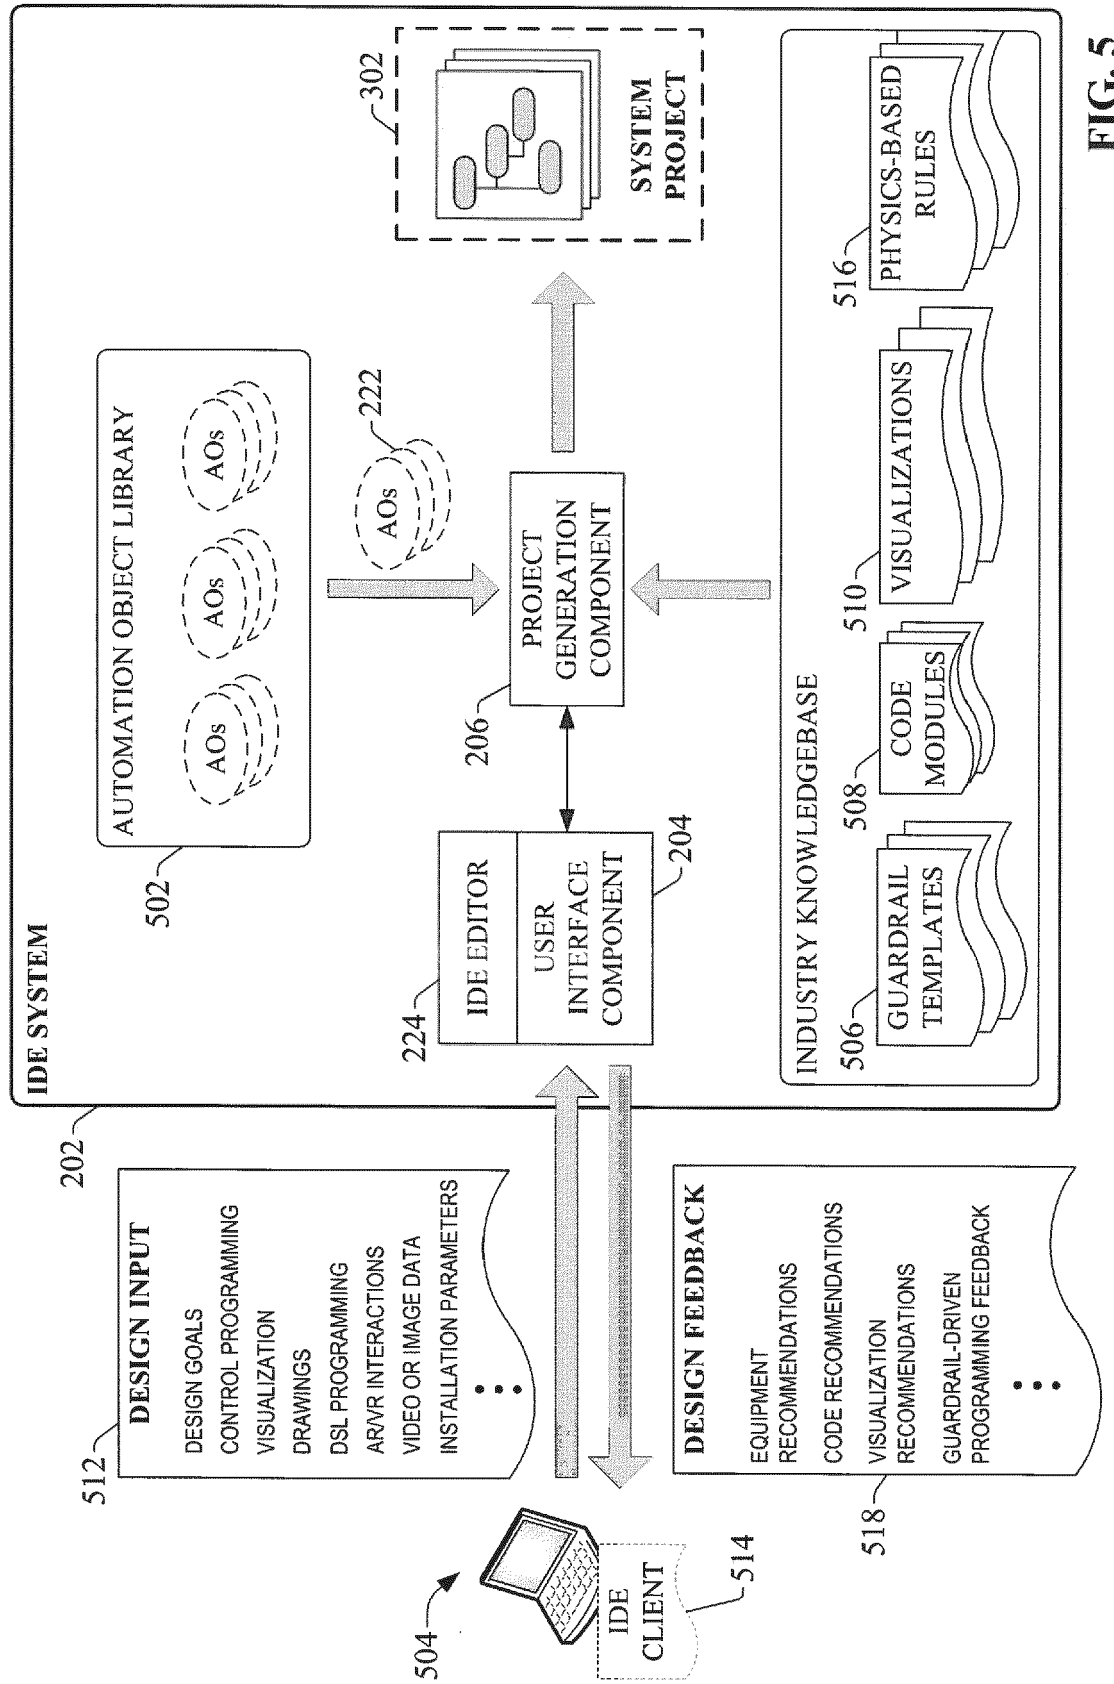 IDE SYSTEM
202
AUTOMATION OBJECT LIBRARY
AOs
AOs
AOs
502
AOs
222
302
SYSTEM
PROJECT
224
IDE EDITOR
USER
INTERFACE
COMPONENT
204
206
PROJECT
GENERATION
COMPONENT
INDUSTRY KNOWLEDGEBASE
506
GUARDRAIL
TEMPLATES
508
CODE
MODULES
510
VISUALIZATIONS
516
PHYSICS-BASED
RULES
512
DESIGN INPUT
DESIGN GOALS
CONTROL PROGRAMMING
VISUALIZATION
DRAWINGS
DSL PROGRAMMING
AR/VR INTERACTIONS
VIDEO OR IMAGE DATA
INSTALLATION PARAMETERS
504
IDE
CLIENT
514
DESIGN FEEDBACK
EQUIPMENT
RECOMMENDATIONS
CODE RECOMMENDATIONS
VISUALIZATION
RECOMMENDATIONS
GUARDRAIL-DRIVEN
PROGRAMMING FEEDBACK
518
FIG. 5